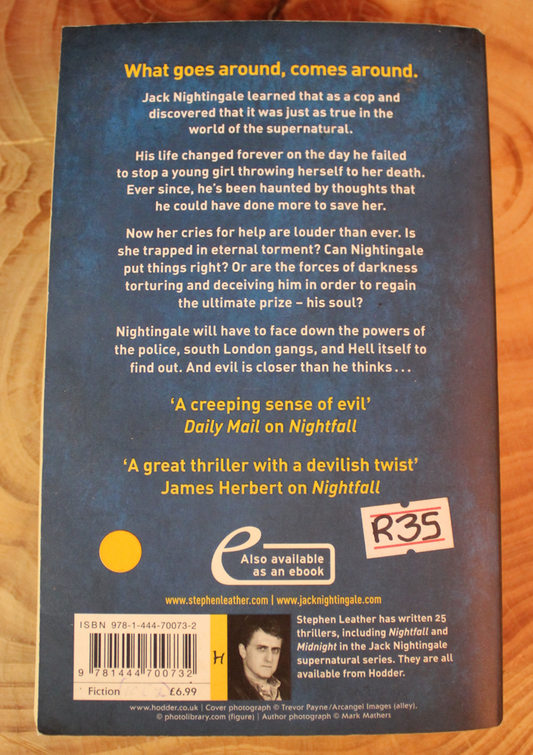 What goes around, comes around.
Jack Nightingale learned that as a cop and
discovered that it was just as true in the
world of the supernatural.
His life changed forever on the day he failed
to stop a young girl throwing herself to her death.
Ever since, he's been haunted by thoughts that
he could have done more to save her.
Now her cries for help are louder than ever. Is
she trapped in eternal torment? Can Nightingale
put things right? Or are the forces of darkness
torturing and deceiving him in order to regain
the ultimate prize – his soul?
Nightingale will have to face down the powers of
the police, south London gangs, and Hell itself to
find out. And evil is closer than he thinks...
'A creeping sense of evil'
Daily Mail on Nightfall
'A great thriller with a devilish twist'
James Herbert on Nightfall
R35
e
Also available
as an ebook
www.stephenleather.com | www.jacknightingale.com
ISBN 978-1-444-70073-2
9 781444 700732
Fiction £6.99
H
Stephen Leather has written 25
thrillers, including Nightfall and
Midnight in the Jack Nightingale
supernatural series. They are all
available from Hodder.
www.hodder.co.uk | Cover photograph © Trevor Payne/Arcangel Images (alley).
© photolibrary.com (figure) | Author photograph © Mark Mathers